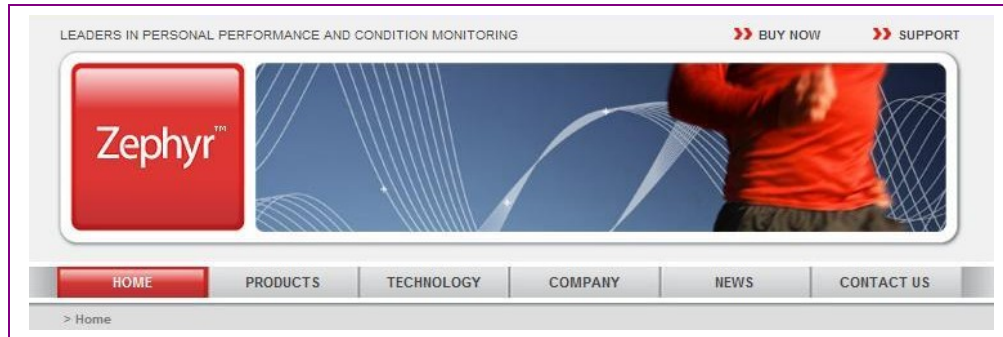 LEADERS IN PERSONAL PERFORMANCE AND CONDITION MONITORING
BUY NOW
SUPPORT
Zephyr™
HOME
PRODUCTS
TECHNOLOGY
COMPANY
NEWS
CONTACT US
> Home